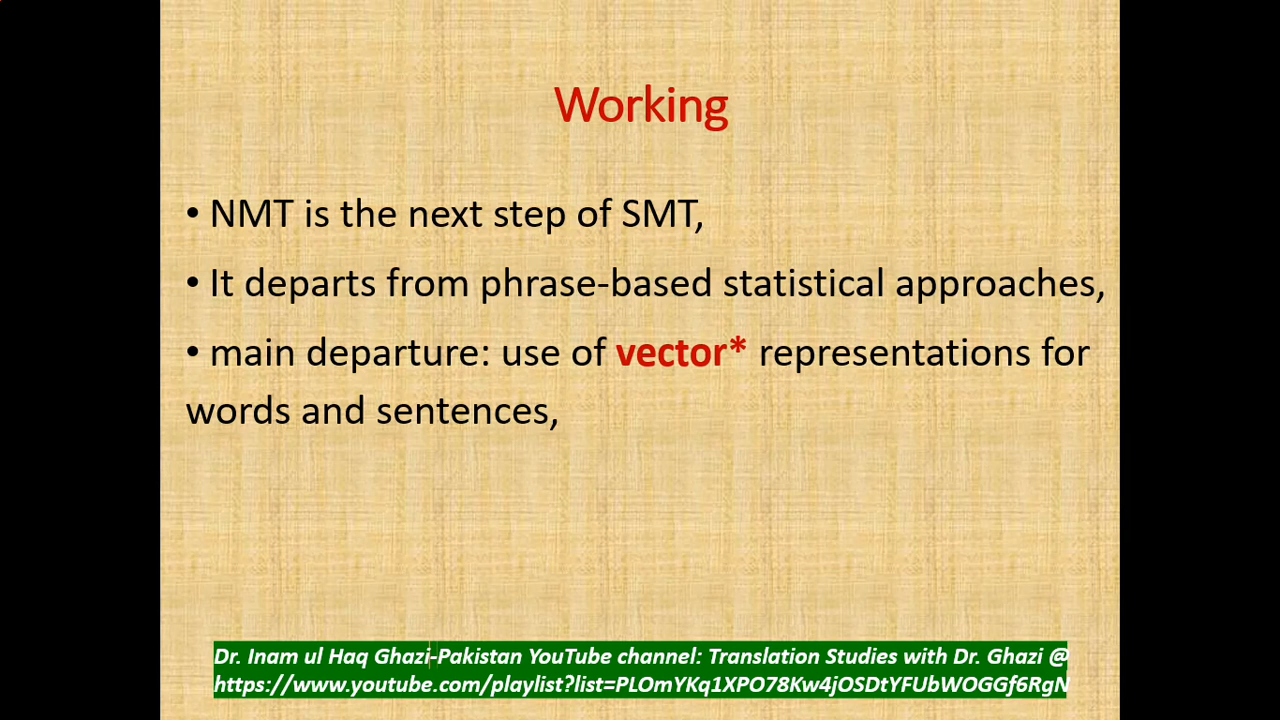 Working
• NMT is the next step of SMT,
• It departs from phrase-based statistical approaches,
• main departure: use of vector* representations for
words and sentences,
Dr. Inam ul Haq Ghazi-Pakistan YouTube channel: Translation Studies with Dr. Ghazi @
https://www.youtube.com/playlist?list=PLOmYKq1XPO78Kw4jOSDtYFUbWOGGf6RgN